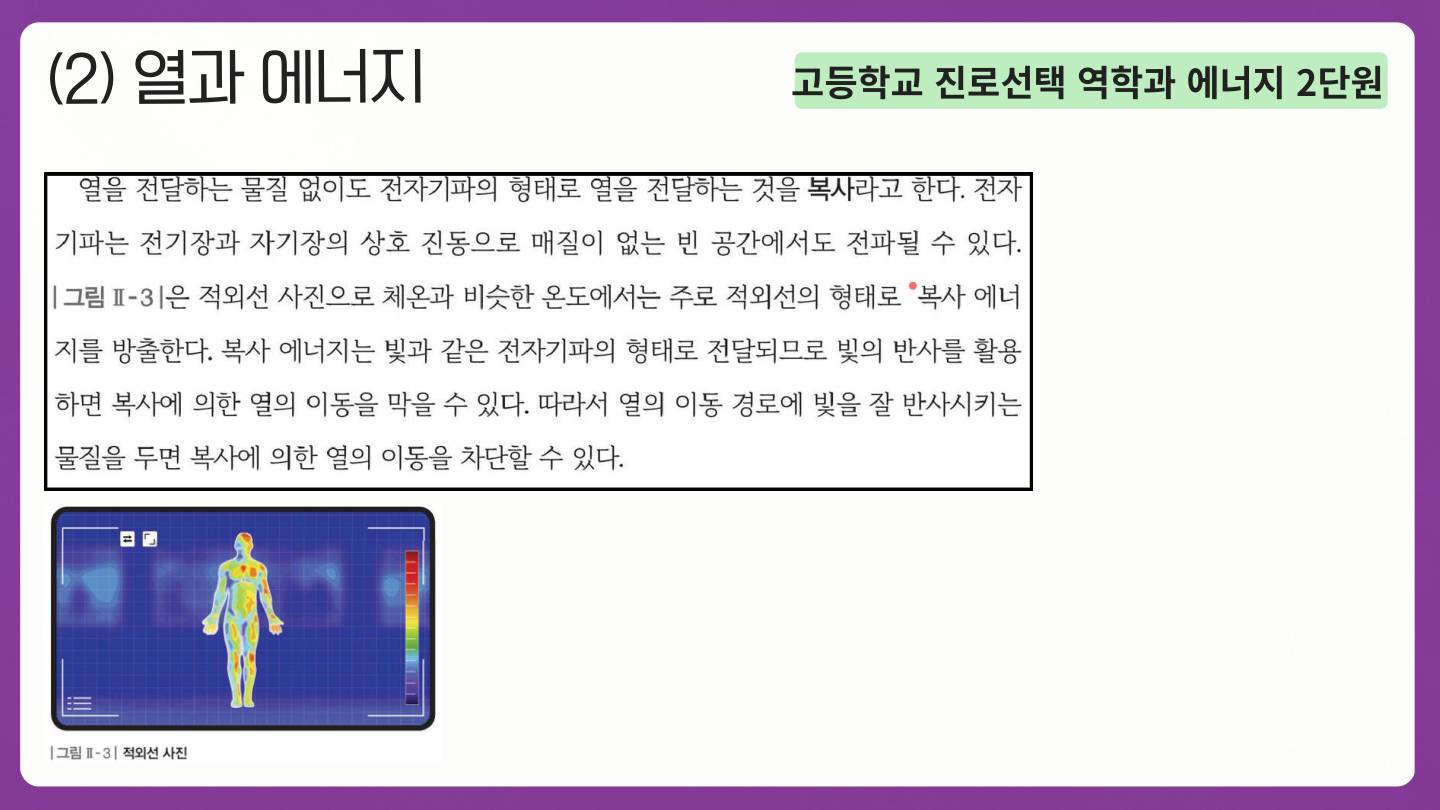 (2) 열과 에너지
고등학교 진로선택 역학과 에너지 2단원
열을 전달하는 물질 없이도 전자기파의 형태로 열을 전달하는 것을 복사라고 한다. 전자
기파는 전기장과 자기장의 상호 진동으로 매질이 없는 빈 공간에서도 전파될 수 있다.
|그림 Ⅱ-3|은 적외선 사진으로 체온과 비슷한 온도에서는 주로 적외선의 형태로 •복사 에너
지를 방출한다. 복사 에너지는 빛과 같은 전자기파의 형태로 전달되므로 빛의 반사를 활용
하면 복사에 의한 열의 이동을 막을 수 있다. 따라서 열의 이동 경로에 빛을 잘 반사시키는
물질을 두면 복사에 의한 열의 이동을 차단할 수 있다.
|그림 Ⅱ-3| 적외선 사진